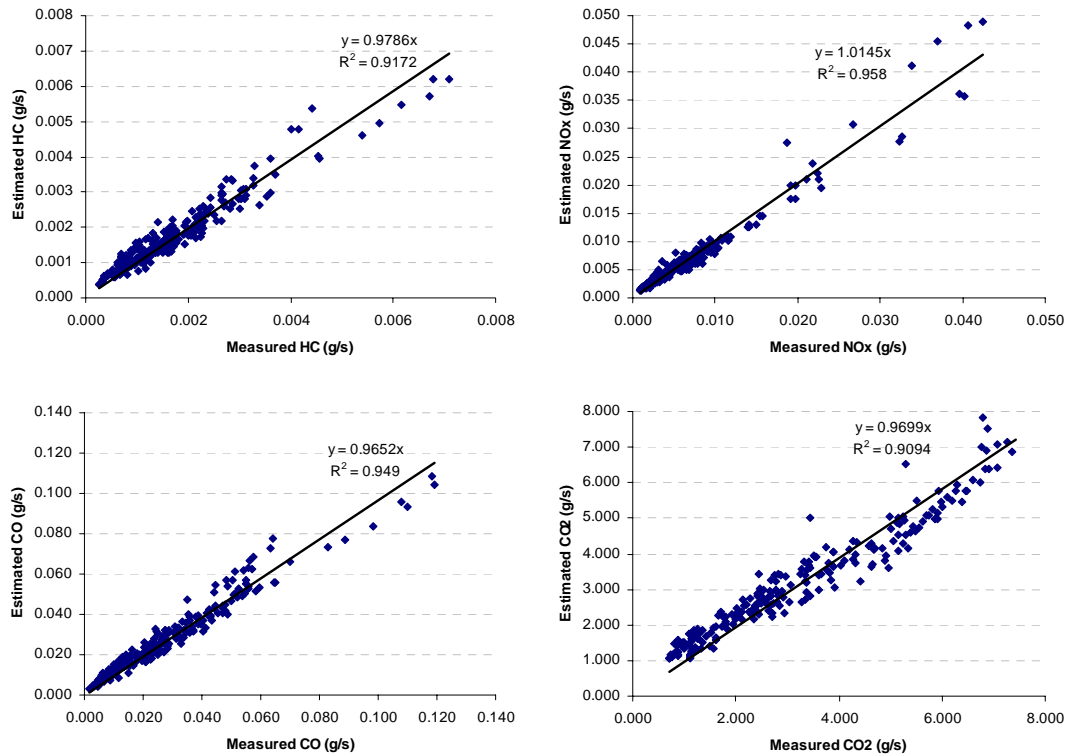 0.008
0.007
0.006
0.005
0.004
0.003
0.002
0.001
0.000
Estimated HC (g/s)
y = 0.9786x
R² = 0.9172
0.000 0.002 0.004 0.006 0.008
Measured HC (g/s)
0.050
0.045
0.040
0.035
0.030
0.025
0.020
0.015
0.010
0.005
0.000
Estimated NOx (g/s)
y = 1.0145x
R² = 0.958
0.000 0.010 0.020 0.030 0.040 0.050
Measured NOx (g/s)
0.140
0.120
0.100
0.080
0.060
0.040
0.020
0.000
Estimated CO (g/s)
y = 0.9652x
R² = 0.949
0.000 0.020 0.040 0.060 0.080 0.100 0.120 0.140
Measured CO (g/s)
8.000
7.000
6.000
5.000
4.000
3.000
2.000
1.000
0.000
Estimated CO2 (g/s)
y = 0.9699x
R² = 0.9094
0.000 2.000 4.000 6.000 8.000
Measured CO2 (g/s)